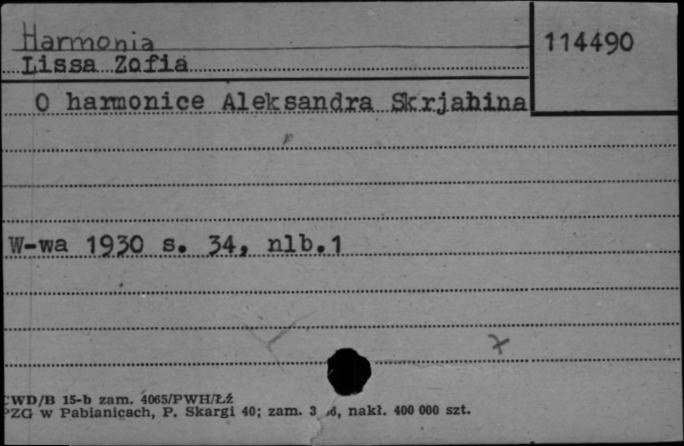 Harmonia
114490
Lissa Zofia
O harmonice Aleksandra Skrjabina
W-wa 1930 s. 34, nlb.1
CWD/B 15-b zam. 4065/PWH/Łź
PZG w Pabianicach, P. Skargi 40; zam. 3 nakł. 400 000 szt.